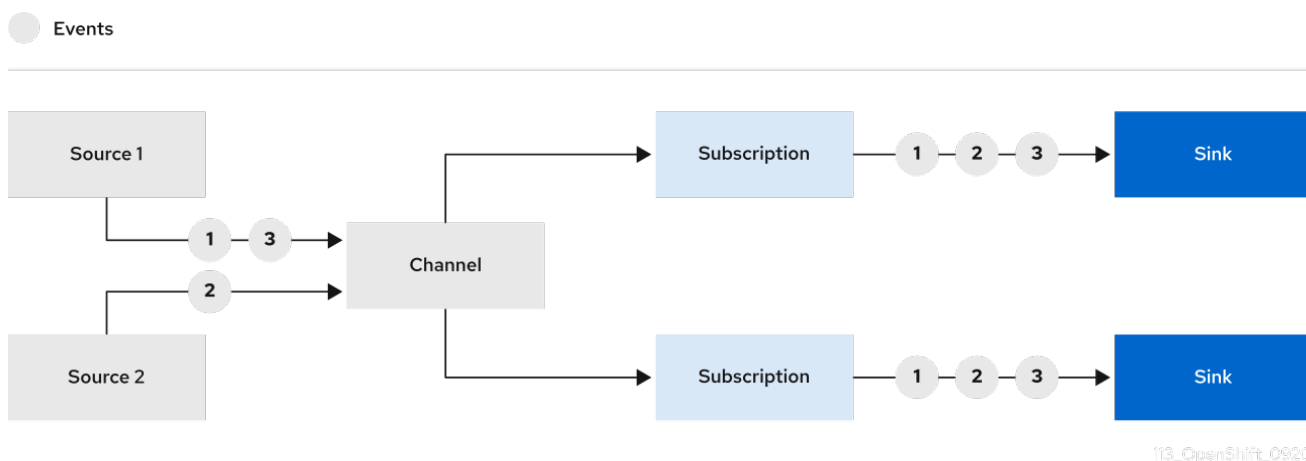 Events
Source 1
Subscription
1
2
3
Sink
1
3
Channel
2
Source 2
Subscription
1
2
3
Sink
113_OpenShift_0920